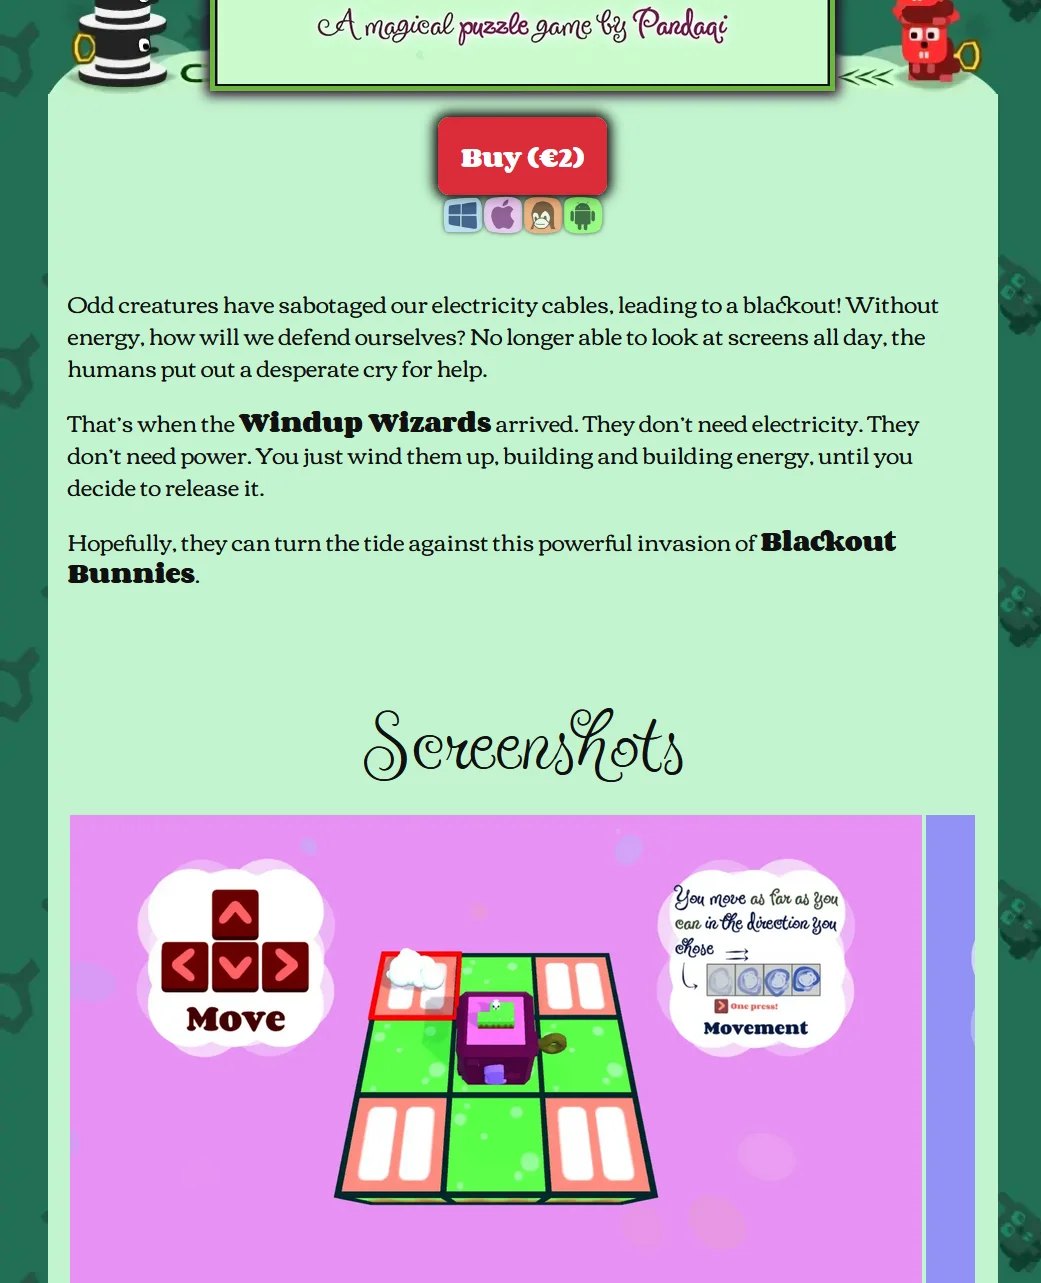 A magical puzzle game by Pandaqi
Buy (€2)
Odd creatures have sabotaged our electricity cables, leading to a blackout! Without
energy, how will we defend ourselves? No longer able to look at screens all day, the
humans put out a desperate cry for help.
That's when the Windup Wizards arrived. They don't need electricity. They
don't need power. You just wind them up, building and building energy, until you
decide to release it.
Hopefully, they can turn the tide against this powerful invasion of Blackout
Bunnies.
Screenshots
Move
You move as far as you
can in the direction you
chose
One press!
Movement